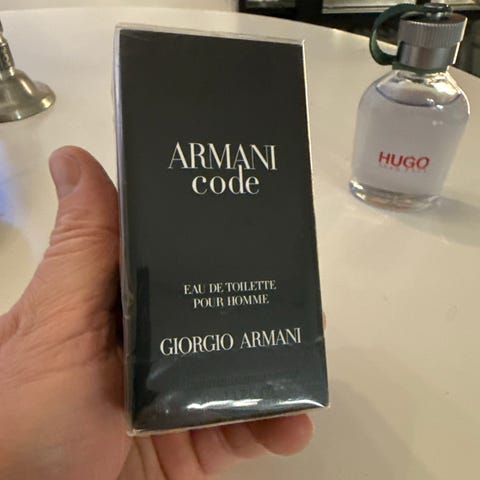 ARMANI
code
EAU DE TOILETTE
POUR HOMME
GIORGIO ARMANI
HUGO